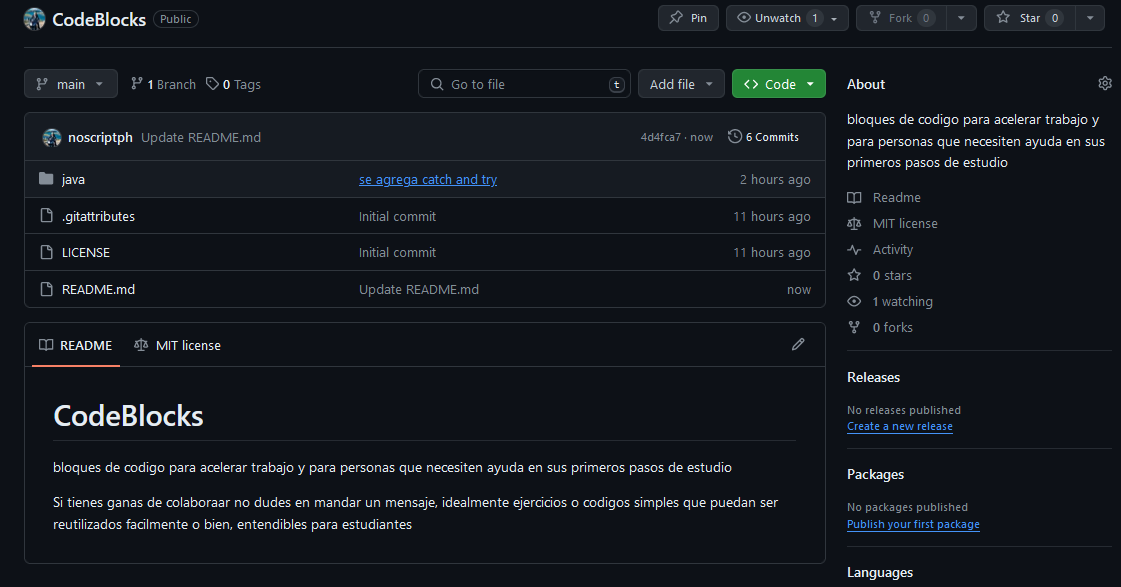 CodeBlocks Public
Pin
Unwatch 1
Fork 0
Star 0
main
1 Branch
0 Tags
Go to file t
Add file
Code
noscriptph Update README.md 4d4fca7 · now 6 Commits
java se agrega catch and try 2 hours ago
.gitattributes Initial commit 11 hours ago
LICENSE Initial commit 11 hours ago
README.md Update README.md now
README MIT license
CodeBlocks
bloques de codigo para acelerar trabajo y para personas que necesiten ayuda en sus primeros pasos de estudio
Si tienes ganas de colaboraar no dudes en mandar un mensaje, idealmente ejercicios o codigos simples que puedan ser
reutilizados facilmente o bien, entendibles para estudiantes
About
bloques de codigo para acelerar trabajo y
para personas que necesiten ayuda en sus
primeros pasos de estudio
Readme
MIT license
Activity
0 stars
1 watching
0 forks
Releases
No releases published
Create a new release
Packages
No packages published
Publish your first package
Languages